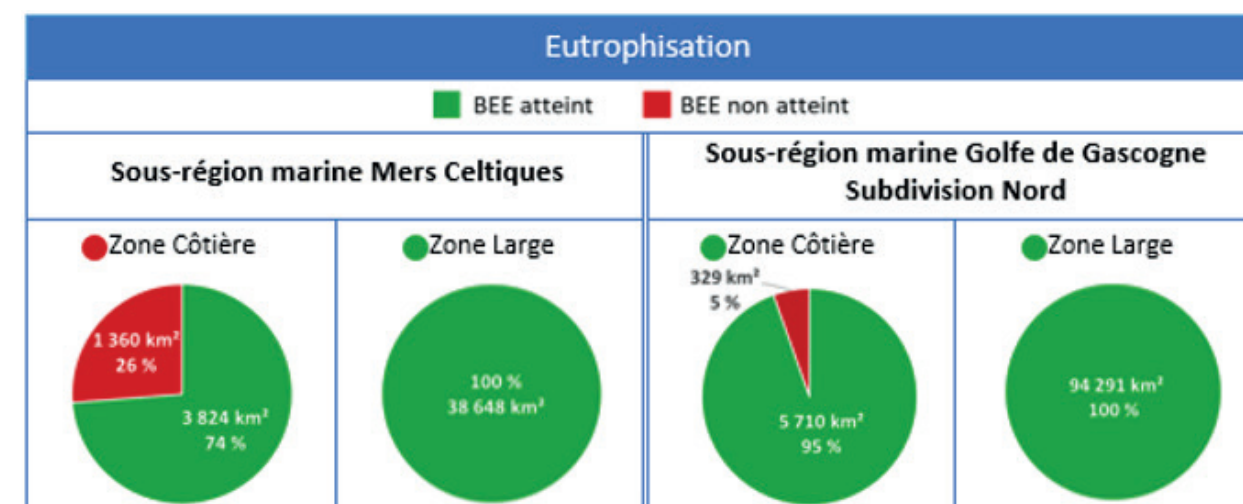 Eutrophisation
BEE atteint
BEE non atteint
Sous-région marine Mers Celtiques
Sous-région marine Golfe de Gascogne
Subdivision Nord
Zone Côtière
Zone Large
Zone Côtière
Zone Large
1 360 km²
26 %
3 824 km²
74 %
100 %
38 648 km²
329 km²
5 %
5 710 km²
95 %
94 291 km²
100 %